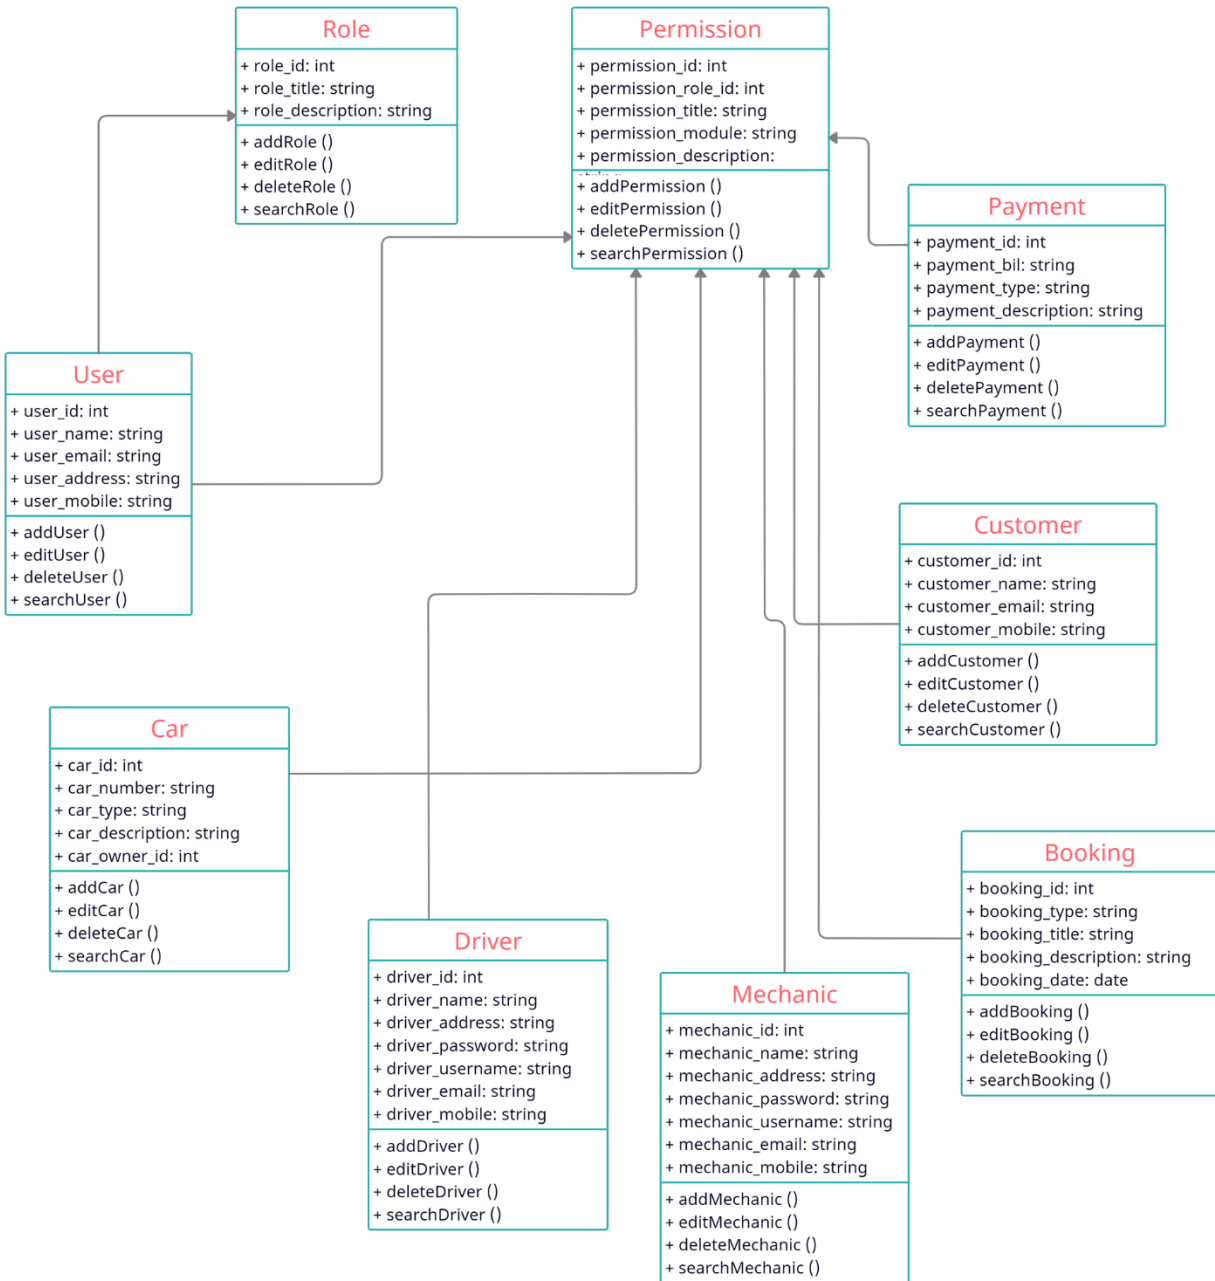 Role
+ role_id: int
+ role_title: string
+ role_description: string
+ addRole ()
+ editRole ()
+ deleteRole ()
+ searchRole ()
Permission
+ permission_id: int
+ permission_role_id: int
+ permission_title: string
+ permission_module: string
+ permission_description:
+ addPermission ()
+ editPermission ()
+ deletePermission ()
+ searchPermission ()
Payment
+ payment_id: int
+ payment_bil: string
+ payment_type: string
+ payment_description: string
+ addPayment ()
+ editPayment ()
+ deletePayment ()
+ searchPayment ()
User
+ user_id: int
+ user_name: string
+ user_email: string
+ user_address: string
+ user_mobile: string
+ addUser ()
+ editUser ()
+ deleteUser ()
+ searchUser ()
Customer
+ customer_id: int
+ customer_name: string
+ customer_email: string
+ customer_mobile: string
+ addCustomer ()
+ editCustomer ()
+ deleteCustomer ()
+ searchCustomer ()
Car
+ car_id: int
+ car_number: string
+ car_type: string
+ car_description: string
+ car_owner_id: int
+ addCar ()
+ editCar ()
+ deleteCar ()
+ searchCar ()
Booking
+ booking_id: int
+ booking_type: string
+ booking_title: string
+ booking_description: string
+ booking_date: date
+ addBooking ()
+ editBooking ()
+ deleteBooking ()
+ searchBooking ()
Driver
+ driver_id: int
+ driver_name: string
+ driver_address: string
+ driver_password: string
+ driver_username: string
+ driver_email: string
+ driver_mobile: string
+ addDriver ()
+ editDriver ()
+ deleteDriver ()
+ searchDriver ()
Mechanic
+ mechanic_id: int
+ mechanic_name: string
+ mechanic_address: string
+ mechanic_password: string
+ mechanic_username: string
+ mechanic_email: string
+ mechanic_mobile: string
+ addMechanic ()
+ editMechanic ()
+ deleteMechanic ()
+ searchMechanic ()